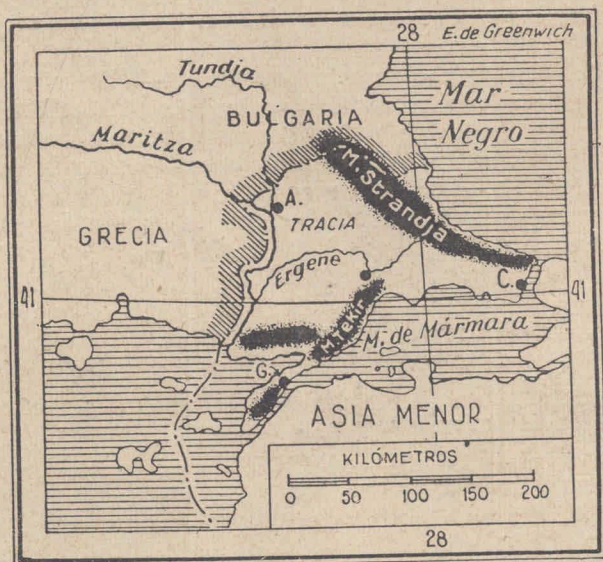 28 E. de Greenwich
Tundja
Mar
Negro
BULGARIA
Maritza
M. Strandja
A.
TRACIA
GRECIA
Ergene
C.
41
41
M. Tekir
M. de Mármara
G.
ASIA MENOR
KILÓMETROS
0 50 100 150 200
28